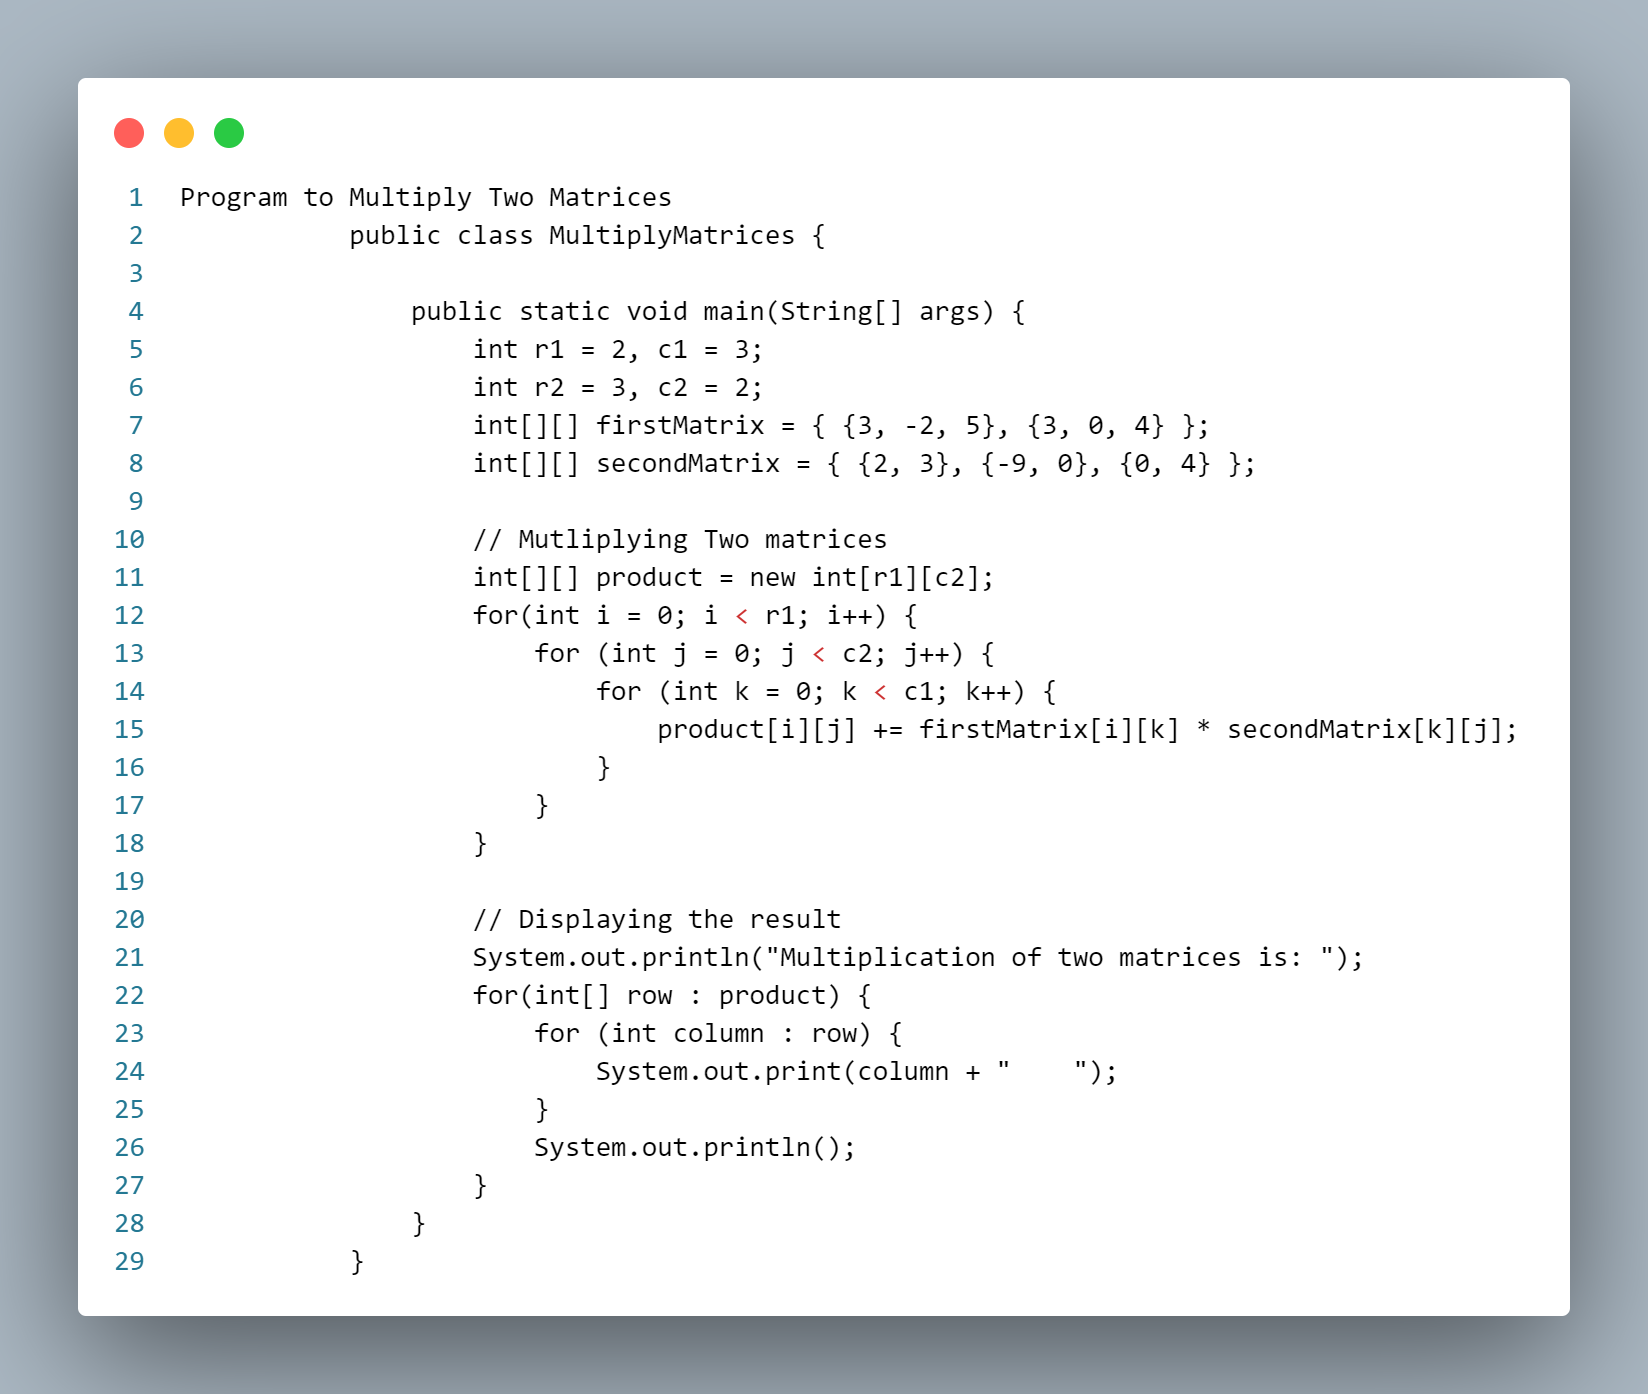 1 Program to Multiply Two Matrices
2            public class MultiplyMatrices {
3
4                public static void main(String[] args) {
5                    int r1 = 2, c1 = 3;
6                    int r2 = 3, c2 = 2;
7                    int[][] firstMatrix = { {3, -2, 5}, {3, 0, 4} };
8                    int[][] secondMatrix = { {2, 3}, {-9, 0}, {0, 4} };
9
10                    // Mutliplying Two matrices
11                    int[][] product = new int[r1][c2];
12                    for(int i = 0; i < r1; i++) {
13                        for (int j = 0; j < c2; j++) {
14                            for (int k = 0; k < c1; k++) {
15                                product[i][j] += firstMatrix[i][k] * secondMatrix[k][j];
16                            }
17                        }
18                    }
19
20                    // Displaying the result
21                    System.out.println("Multiplication of two matrices is: ");
22                    for(int[] row : product) {
23                        for (int column : row) {
24                            System.out.print(column + "    ");
25                        }
26                        System.out.println();
27                    }
28                }
29            }